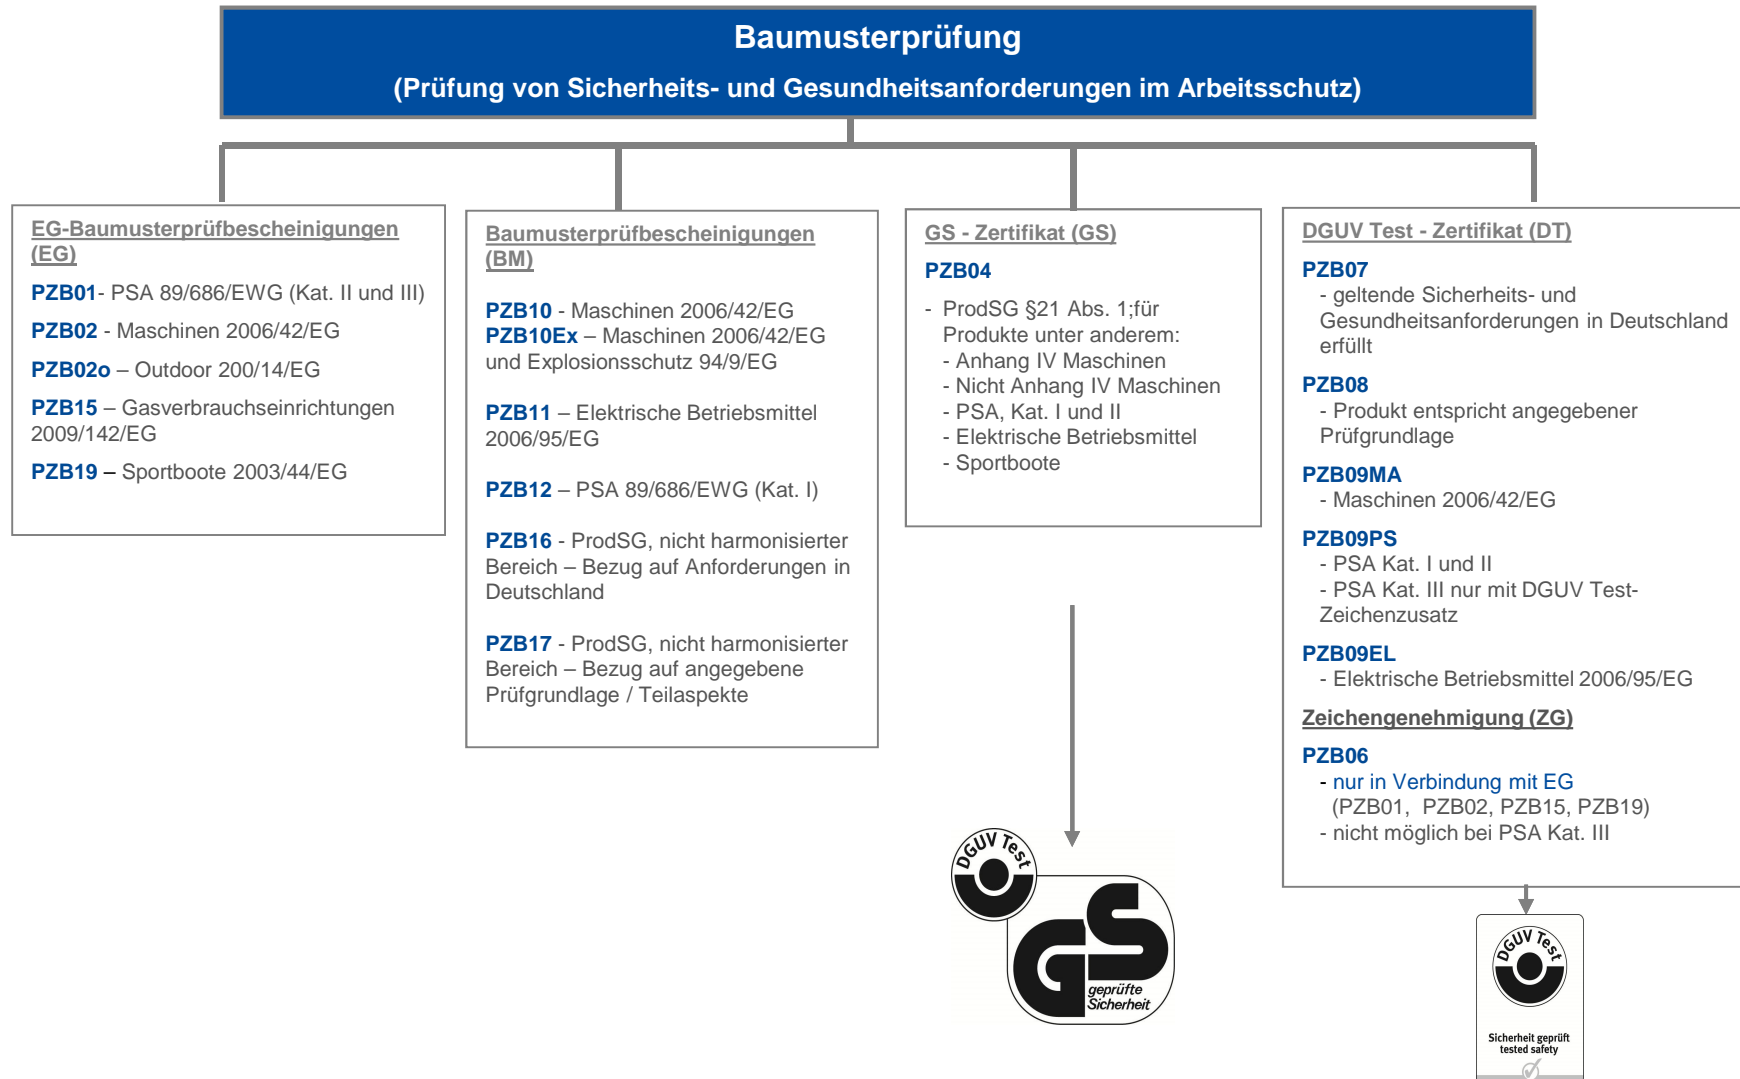 Baumusterprüfung
(Prüfung von Sicherheits- und Gesundheitsanforderungen im Arbeitsschutz)
EG-Baumusterprüfbescheinigungen
(EG)
PZB01- PSA 89/686/EWG (Kat. II und III)
PZB02 - Maschinen 2006/42/EG
PZB02o – Outdoor 200/14/EG
PZB15 – Gasverbrauchseinrichtungen
2009/142/EG
PZB19 – Sportboote 2003/44/EG
Baumusterprüfbescheinigungen
(BM)
PZB10 - Maschinen 2006/42/EG
PZB10Ex – Maschinen 2006/42/EG
und Explosionsschutz 94/9/EG
PZB11 – Elektrische Betriebsmittel
2006/95/EG
PZB12 – PSA 89/686/EWG (Kat. I)
PZB16 - ProdSG, nicht harmonisierter
Bereich – Bezug auf Anforderungen in
Deutschland
PZB17 - ProdSG, nicht harmonisierter
Bereich – Bezug auf angegebene
Prüfgrundlage / Teilaspekte
GS - Zertifikat (GS)
PZB04
- ProdSG §21 Abs. 1;für
Produkte unter anderem:
- Anhang IV Maschinen
- Nicht Anhang IV Maschinen
- PSA, Kat. I und II
- Elektrische Betriebsmittel
- Sportboote
DGUV Test - Zertifikat (DT)
PZB07
- geltende Sicherheits- und
Gesundheitsanforderungen in Deutschland
erfüllt
PZB08
- Produkt entspricht angegebener
Prüfgrundlage
PZB09MA
- Maschinen 2006/42/EG
PZB09PS
- PSA Kat. I und II
- PSA Kat. III nur mit DGUV Test-
Zeichenzusatz
PZB09EL
- Elektrische Betriebsmittel 2006/95/EG
Zeichengenehmigung (ZG)
PZB06
- nur in Verbindung mit EG
(PZB01, PZB02, PZB15, PZB19)
- nicht möglich bei PSA Kat. III
DGUV Test
GS
geprüfte
Sicherheit
DGUV Test
Sicherheit geprüft
tested safety